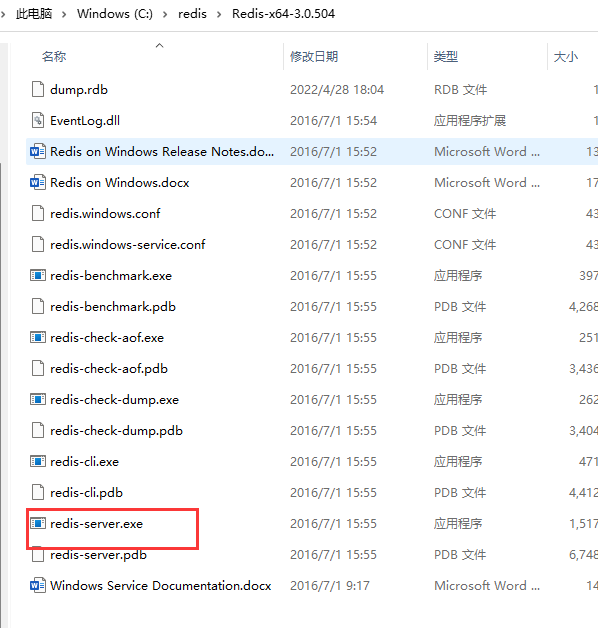 此电脑 > Windows (C:) > redis > Redis-x64-3.0.504
名称 修改日期 类型 大小
dump.rdb 2022/4/28 18:04 RDB 文件 1
EventLog.dll 2016/7/1 15:54 应用程序扩展 1
Redis on Windows Release Notes.do... 2016/7/1 15:52 Microsoft Word ... 13
Redis on Windows.docx 2016/7/1 15:52 Microsoft Word ... 17
redis.windows.conf 2016/7/1 15:52 CONF 文件 43
redis.windows-service.conf 2016/7/1 15:52 CONF 文件 43
redis-benchmark.exe 2016/7/1 15:55 应用程序 397
redis-benchmark.pdb 2016/7/1 15:55 PDB 文件 4,268
redis-check-aof.exe 2016/7/1 15:55 应用程序 251
redis-check-aof.pdb 2016/7/1 15:55 PDB 文件 3,436
redis-check-dump.exe 2016/7/1 15:55 应用程序 262
redis-check-dump.pdb 2016/7/1 15:55 PDB 文件 3,404
redis-cli.exe 2016/7/1 15:55 应用程序 471
redis-cli.pdb 2016/7/1 15:55 PDB 文件 4,412
redis-server.exe 2016/7/1 15:55 应用程序 1,517
redis-server.pdb 2016/7/1 15:55 PDB 文件 6,748
Windows Service Documentation.docx 2016/7/1 9:17 Microsoft Word ... 14